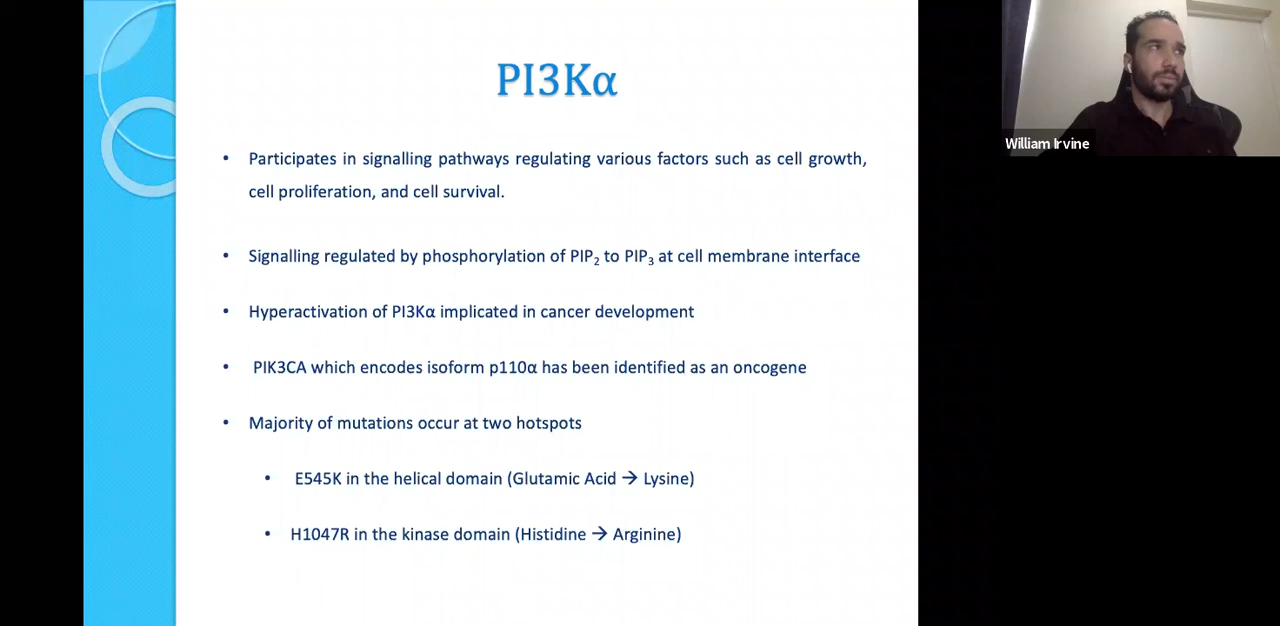 PI3Kα
• Participates in signalling pathways regulating various factors such as cell growth,
cell proliferation, and cell survival.
• Signalling regulated by phosphorylation of PIP₂ to PIP₃ at cell membrane interface
• Hyperactivation of PI3Kα implicated in cancer development
• PIK3CA which encodes isoform p110α has been identified as an oncogene
• Majority of mutations occur at two hotspots
• E545K in the helical domain (Glutamic Acid → Lysine)
• H1047R in the kinase domain (Histidine → Arginine)
William Irvine